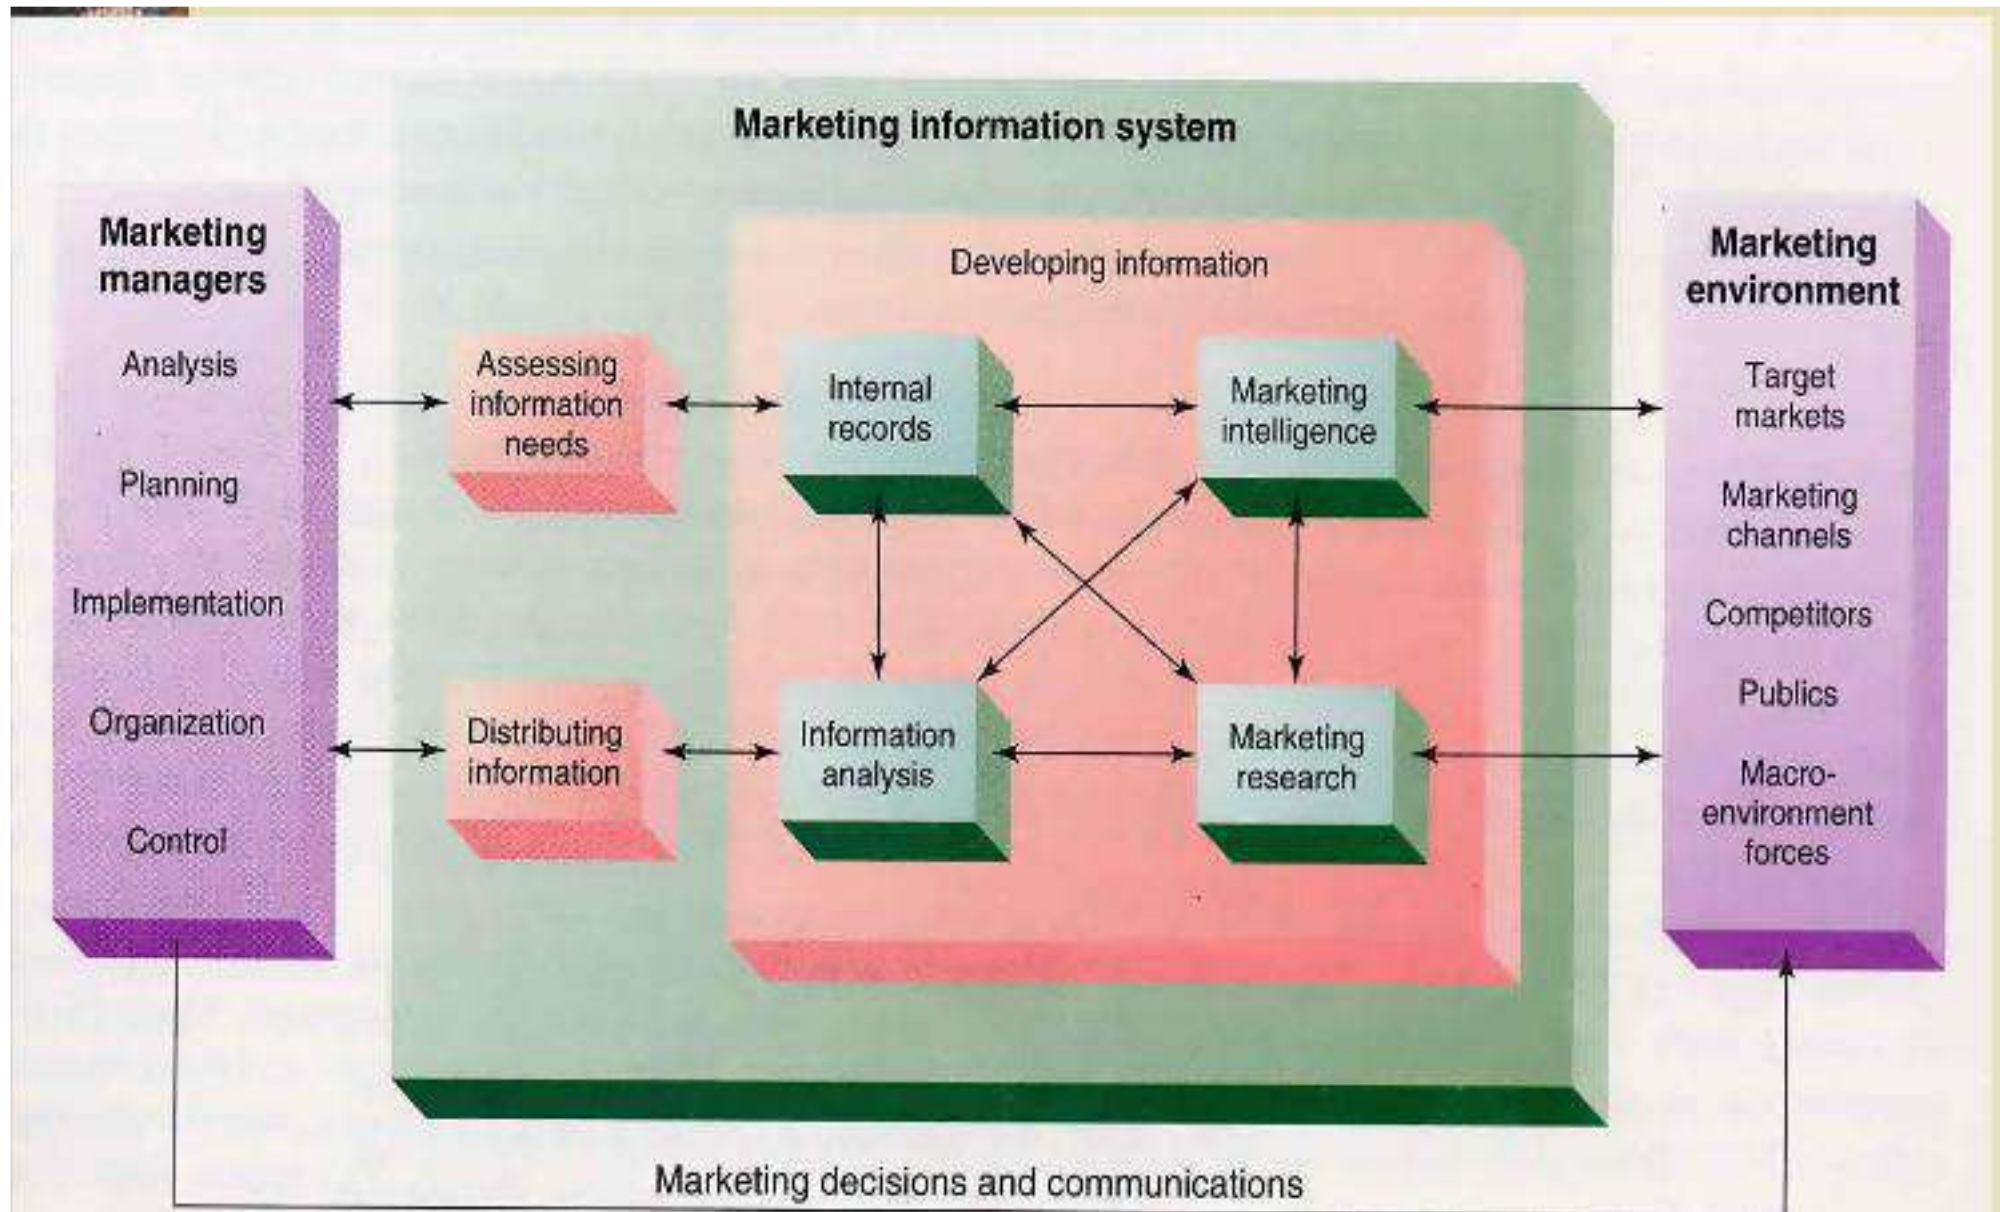 Marketing information system
Marketing
managers
Analysis
Planning
Implementation
Organization
Control
Assessing
information
needs
Distributing
information
Developing information
Internal
records
Marketing
intelligence
Information
analysis
Marketing
research
Marketing
environment
Target
markets
Marketing
channels
Competitors
Publics
Macro-
environment
forces
Marketing decisions and communications